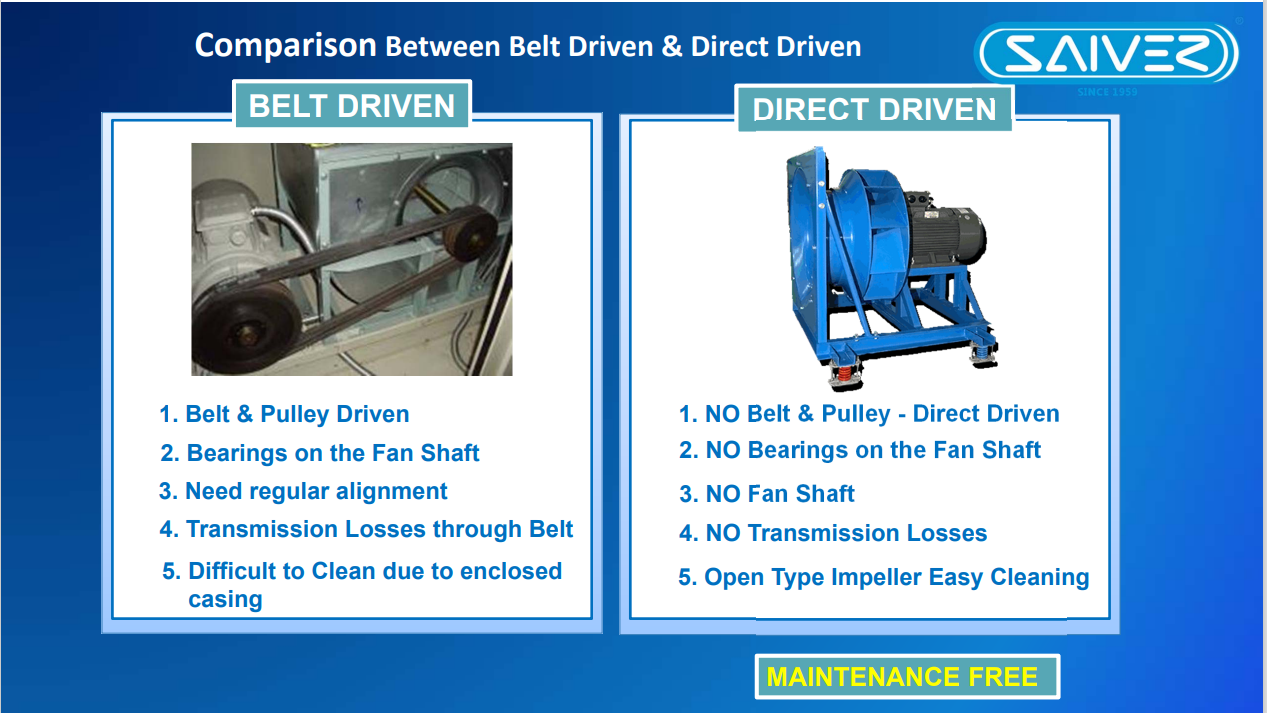 Comparison Between Belt Driven & Direct Driven
SAIVER
®
SINCE 1959
BELT DRIVEN
1. Belt & Pulley Driven
2. Bearings on the Fan Shaft
3. Need regular alignment
4. Transmission Losses through Belt
5. Difficult to Clean due to enclosed
casing
DIRECT DRIVEN
1. NO Belt & Pulley - Direct Driven
2. NO Bearings on the Fan Shaft
3. NO Fan Shaft
4. NO Transmission Losses
5. Open Type Impeller Easy Cleaning
MAINTENANCE FREE